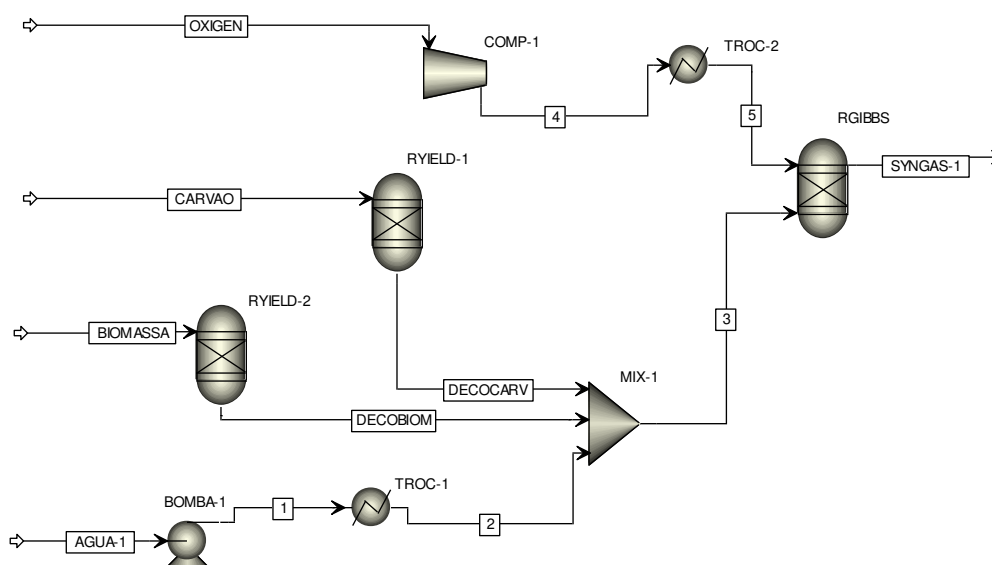 OXIGEN
COMP-1
TROC-2
4
5
RGIBBS
SYNGAS-1
RYIELD-1
CARVAO
RYIELD-2
BIOMASSA
3
MIX-1
DECOCARV
DECOBIOM
TROC-1
BOMBA-1
1
2
AGUA-1